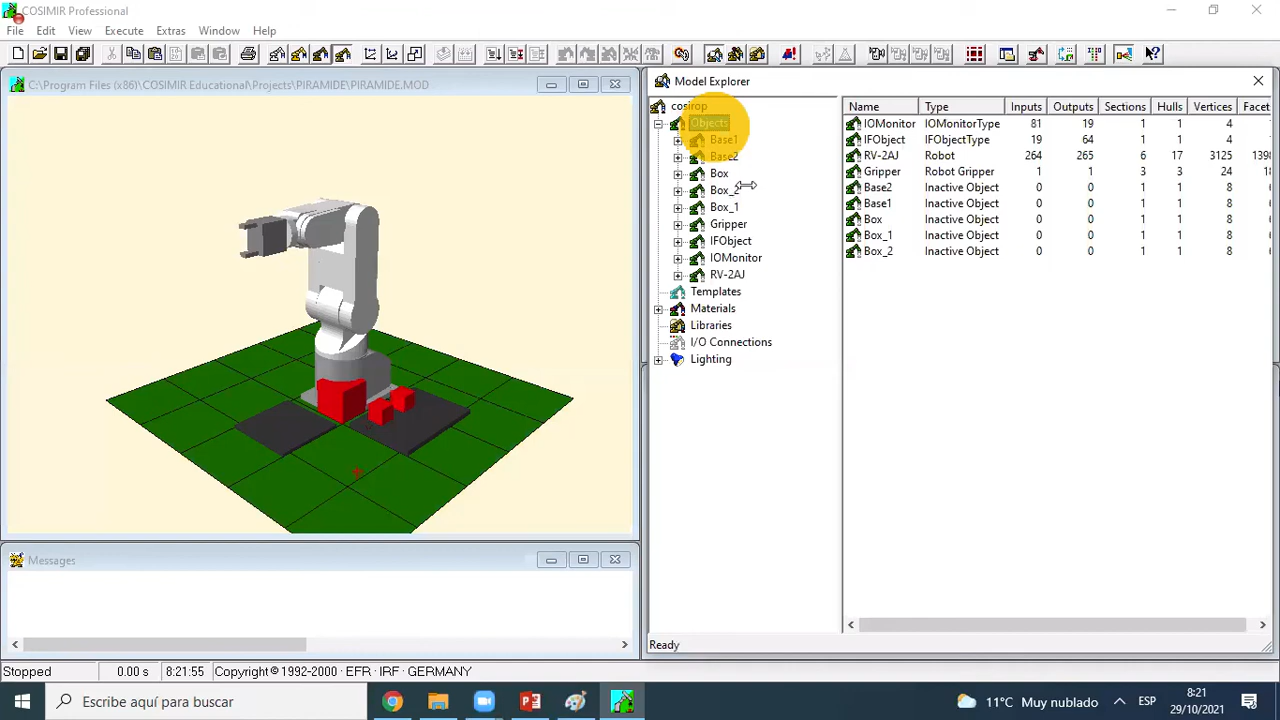 COSIMIR Professional
File Edit View Execute Extras Window Help
C:\Program Files (x86)\COSIMIR Educational\Projects\PIRAMIDE\PIRAMIDE.MOD
Model Explorer
cosirop
Objects
Base1
Base2
Box
Box_2
Box_1
Gripper
IFObject
IOMonitor
RV-2AJ
Templates
Materials
Libraries
I/O Connections
Lighting
Name Type Inputs Outputs Sections Hulls Vertices Facet
IOMonitor IOMonitorType 81 19 1 1 4
IFObject IFObjectType 19 64 1 1 4
RV-2AJ Robot 264 265 6 17 3125 1398
Gripper Robot Gripper 1 1 3 3 24
Base2 Inactive Object 0 0 1 1 8
Base1 Inactive Object 0 0 1 1 8
Box Inactive Object 0 0 1 1 8
Box_1 Inactive Object 0 0 1 1 8
Box_2 Inactive Object 0 0 1 1 8
Ready
Messages
Stopped 0.00 s 8:21:55 Copyright © 1992-2000 · EFR · IRF · GERMANY
Escribe aquí para buscar
11°C Muy nublado
ESP
8:21
29/10/2021